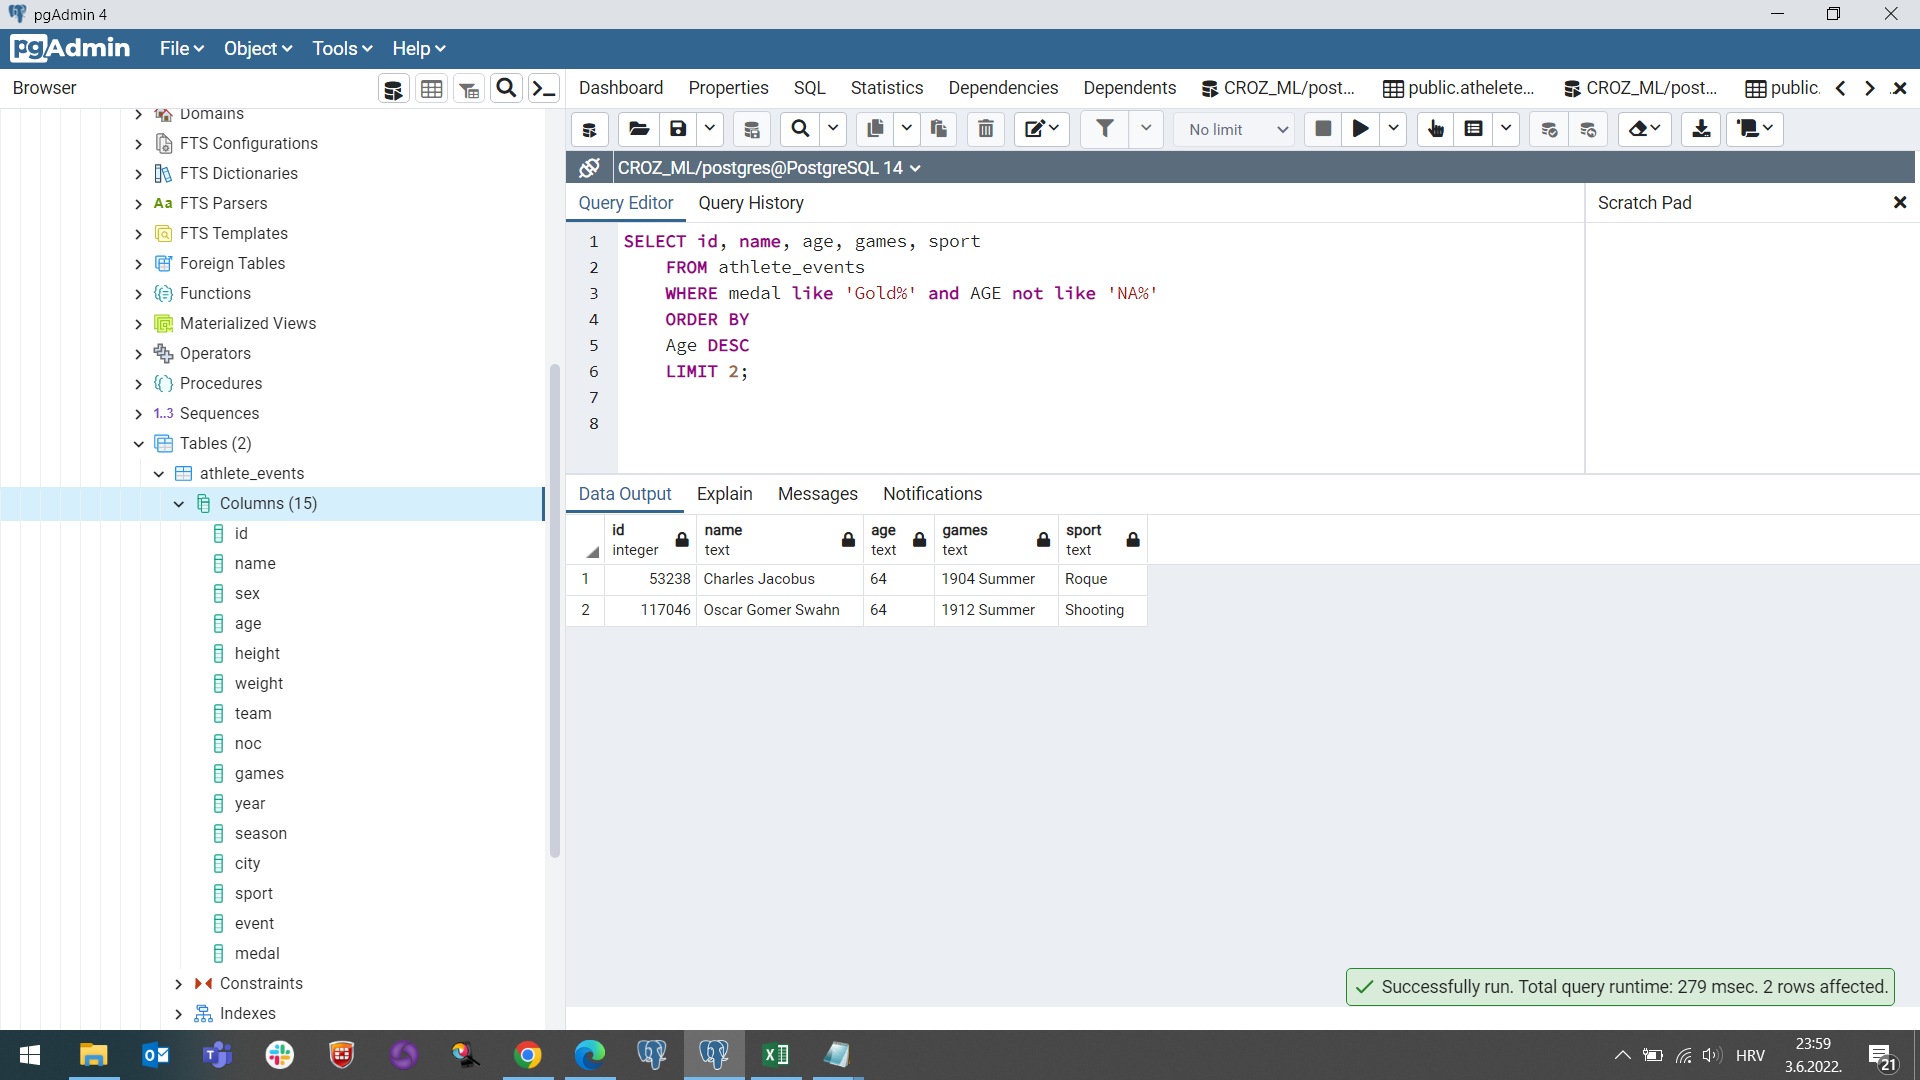 pgAdmin 4
pgAdmin File Object Tools Help
Browser
Dashboard Properties SQL Statistics Dependencies Dependents CROZ_ML/post... public.athelete... CROZ_ML/post... public.
No limit
CROZ_ML/postgres@PostgreSQL 14
Query Editor Query History
Scratch Pad
1 SELECT id, name, age, games, sport
2 FROM athlete_events
3 WHERE medal like 'Gold%' and AGE not like 'NA%'
4 ORDER BY
5 Age DESC
6 LIMIT 2;
7
8
Domains
FTS Configurations
FTS Dictionaries
Aa FTS Parsers
FTS Templates
Foreign Tables
Functions
Materialized Views
Operators
Procedures
1..3 Sequences
Tables (2)
athlete_events
Columns (15)
id
name
sex
age
height
weight
team
noc
games
year
season
city
sport
event
medal
Constraints
Indexes
Data Output Explain Messages Notifications
id name age games sport
integer text text text text
1 53238 Charles Jacobus 64 1904 Summer Roque
2 117046 Oscar Gomer Swahn 64 1912 Summer Shooting
Successfully run. Total query runtime: 279 msec. 2 rows affected.
HRV
23:59
3.6.2022.
21